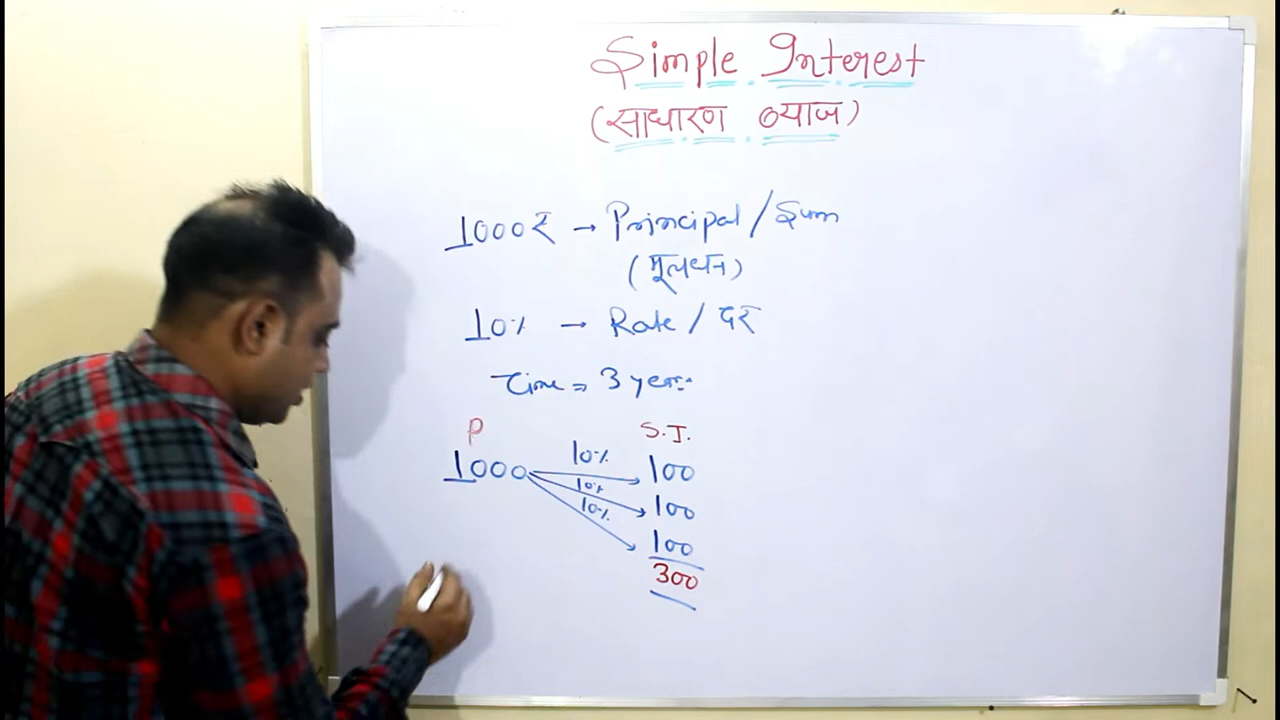 Simple Interest
(साधारण ब्याज)
1000₹ → Principal / Sum
(मूलधन)
10% → Rate / दर
Time = 3 years
P S.I.
1000 10% 100
10% 100
10% 100
300